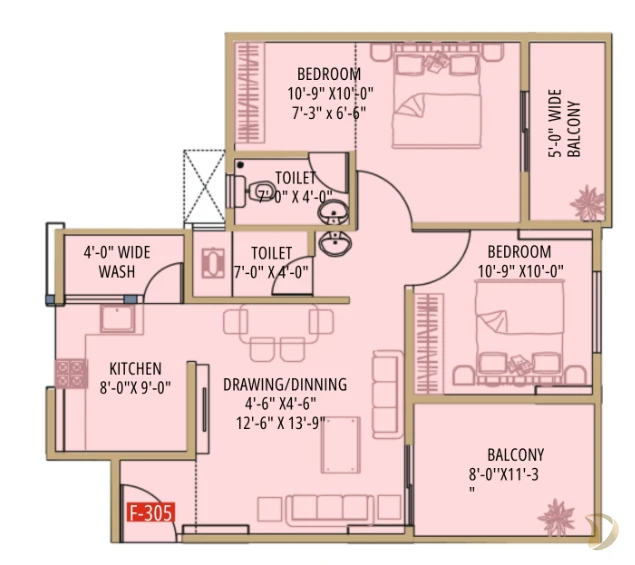 BEDROOM
10'-9" X10'-0"
7'-3" x 6'-6"
5'-0" WIDE
BALCONY
TOILET
7'-0" X 4'-0"
4'-0" WIDE
WASH
TOILET
7'-0" X 4'-0"
BEDROOM
10'-9" X10'-0"
KITCHEN
8'-0"X 9'-0"
DRAWING/DINNING
4'-6" X4'-6"
12'-6" X 13'-9"
BALCONY
8'-0''X11'-3
"
F-305